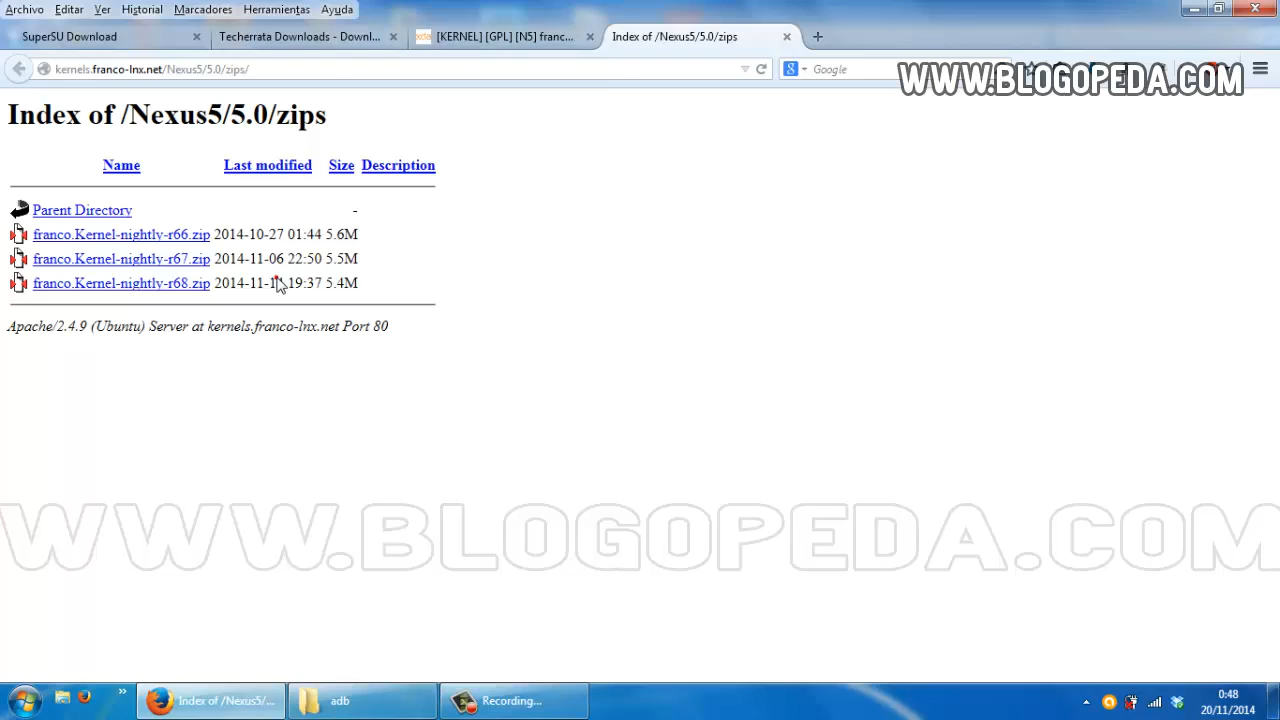 Archivo Editar Ver Historial Marcadores Herramientas Ayuda
SuperSU Download
Techerrata Downloads - Downl...
[KERNEL] [GPL] [N5] franc...
Index of /Nexus5/5.0/zips
kernels.franco-lnx.net/Nexus5/5.0/zips/
Google
WWW.BLOGOPEDA.COM
Index of /Nexus5/5.0/zips
Name Last modified Size Description
Parent Directory -
franco.Kernel-nightly-r66.zip 2014-10-27 01:44 5.6M
franco.Kernel-nightly-r67.zip 2014-11-06 22:50 5.5M
franco.Kernel-nightly-r68.zip 19:37 5.4M
Apache/2.4.9 (Ubuntu) Server at kernels.franco-lnx.net Port 80
WWW.BLOGOPEDA.COM
Index of /Nexus5/...
adb
Recording...
0:48
20/11/2014